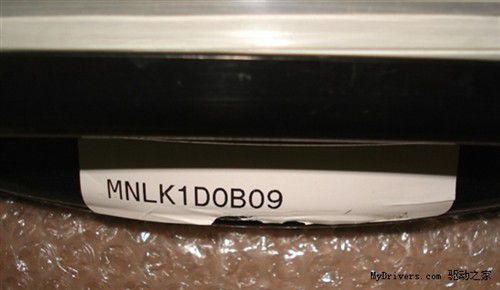 MNLK1D0B09
MyDrivers.com 驱动之家